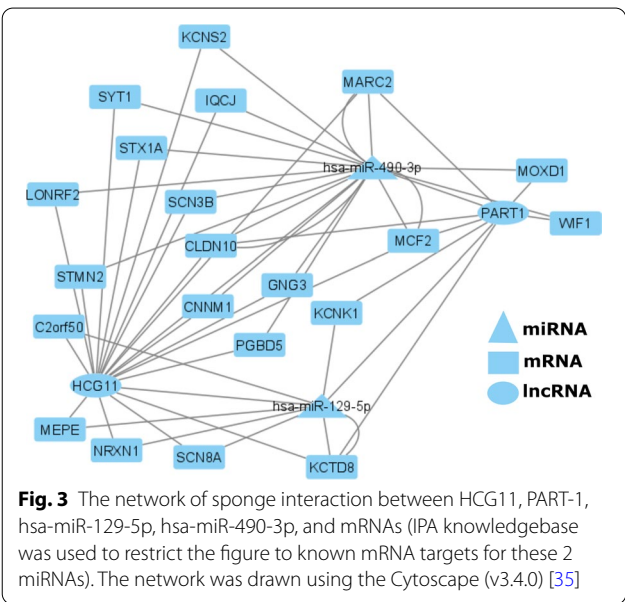 KCNS2
MARC2
SYT1
IQCJ
STX1A
hsa-miR-490-3p
MOXD1
LONRF2
SCN3B
PART1
WIF1
CLDN10
MCF2
STMN2
GNG3
CNNM1
KCNK1
C2orf50
PGBD5
miRNA
mRNA
lncRNA
HCG11
hsa-miR-129-5p
MEPE
NRXN1
SCN8A
KCTD8
Fig. 3 The network of sponge interaction between HCG11, PART-1,
hsa-miR-129-5p, hsa-miR-490-3p, and mRNAs (IPA knowledgebase
was used to restrict the figure to known mRNA targets for these 2
miRNAs). The network was drawn using the Cytoscape (v3.4.0) [35]